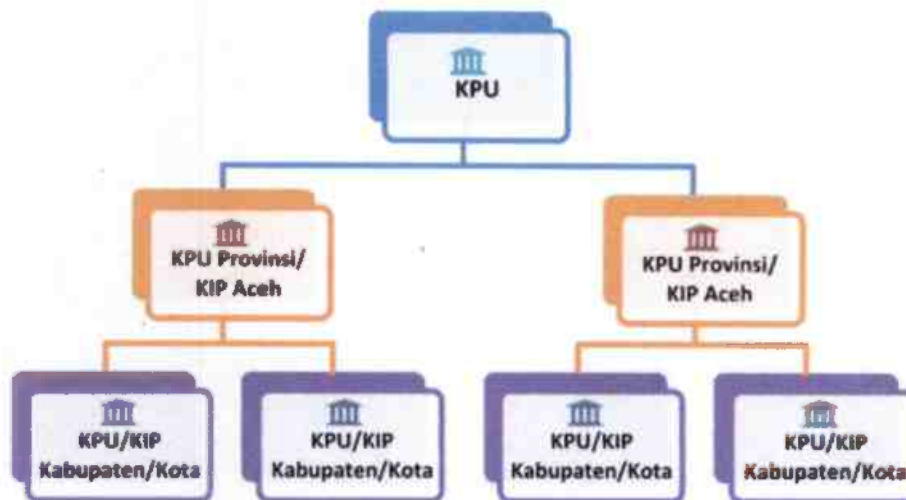 KPU
KPU Provinsi/
KIP Aceh
KPU Provinsi/
KIP Aceh
KPU/KIP
Kabupaten/Kota
KPU/KIP
Kabupaten/Kota
KPU/KIP
Kabupaten/Kota
KPU/KIP
Kabupaten/Kota